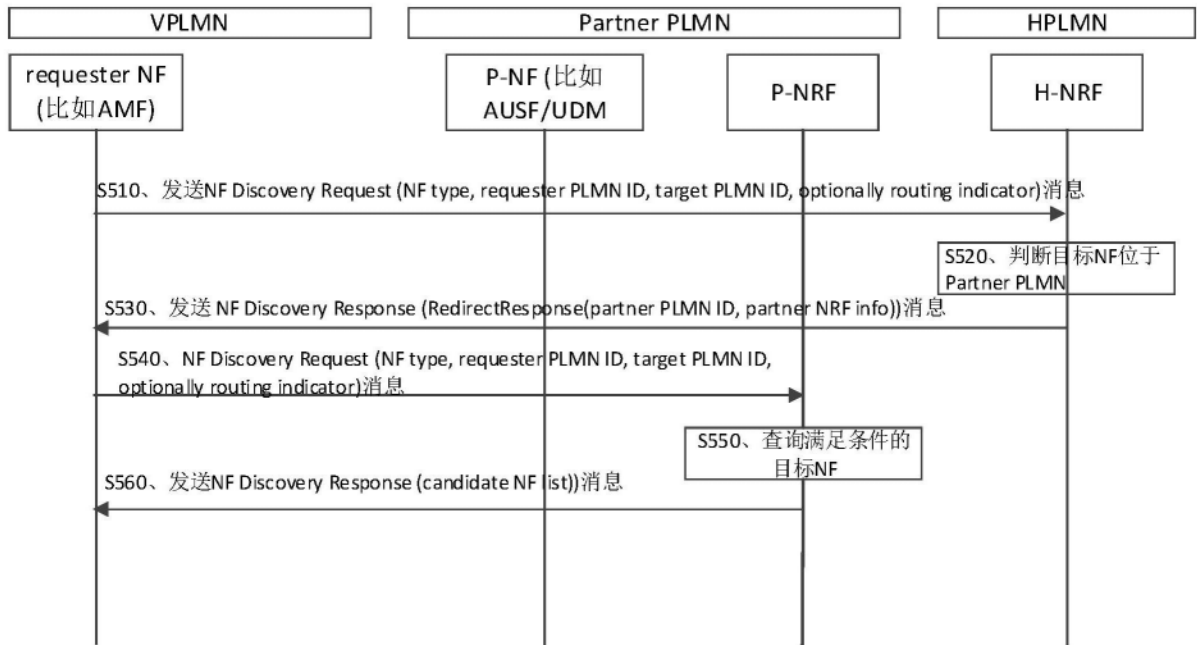 VPLMN
Partner PLMN
HPLMN
requester NF
(比如AMF)
P-NF (比如
AUSF/UDM
P-NRF
H-NRF
S510、发送NF Discovery Request (NF type, requester PLMN ID, target PLMN ID, optionally routing indicator)消息
S520、判断目标NF位于
Partner PLMN
S530、发送 NF Discovery Response (RedirectResponse(partner PLMN ID, partner NRF info))消息
S540、NF Discovery Request (NF type, requester PLMN ID, target PLMN ID,
optionally routing indicator)消息
S550、查询满足条件的
目标NF
S560、发送NF Discovery Response (candidate NF list))消息